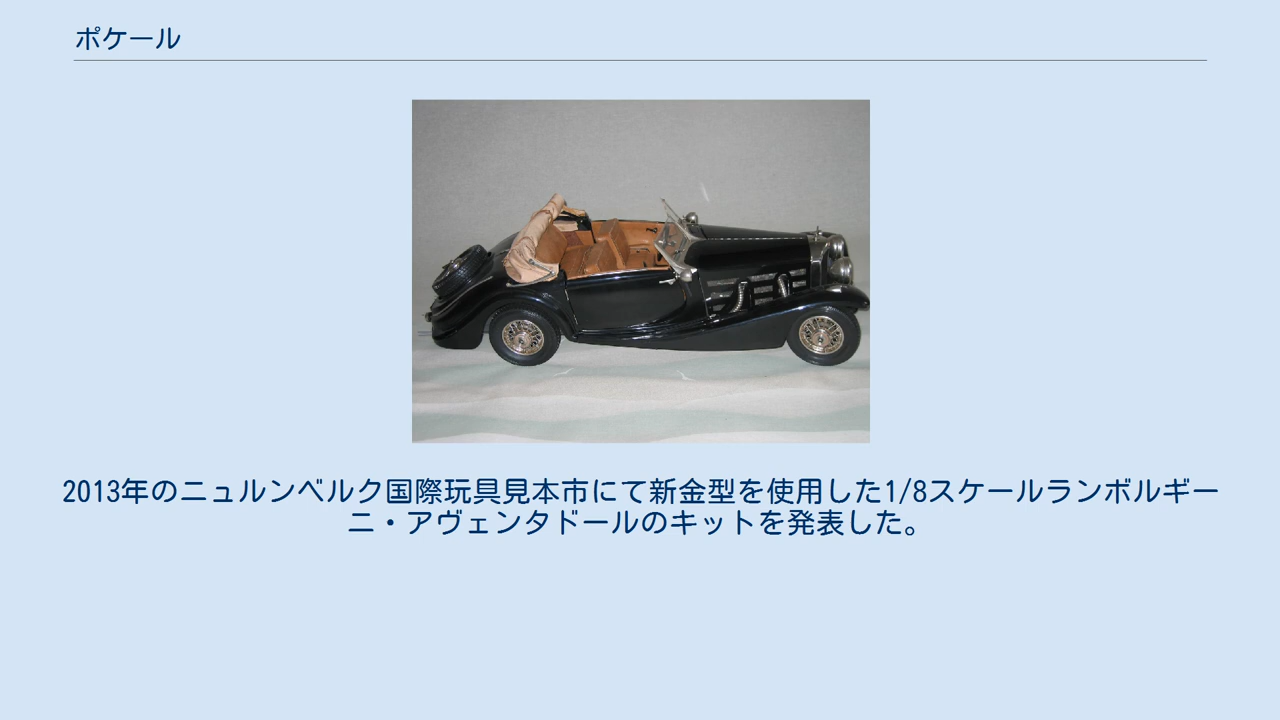 ポケール
2013年のニュルンベルク国際玩具見本市にて新金型を使用した1/8スケールランボルギー
ニ・アヴェンタドールのキットを発表した。